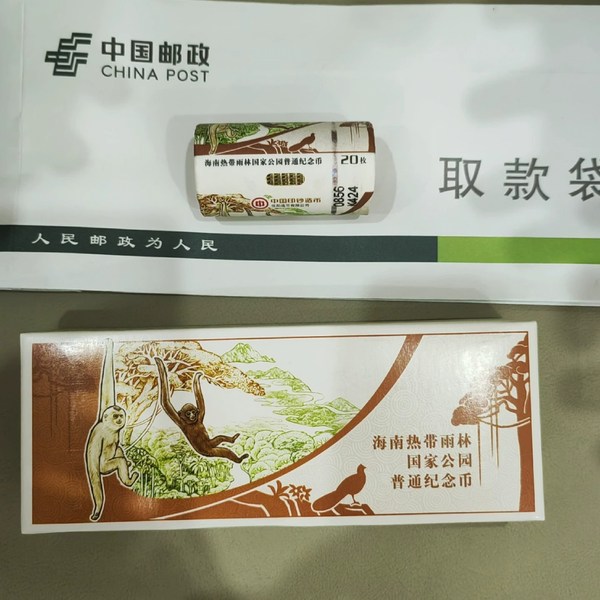 中国邮政
CHINA POST
海南热带雨林国家公园普通纪念币 20枚
中国印钞造币
0856
4424
取款袋
人民邮政为人民
海南热带雨林
国家公园
普通纪念币